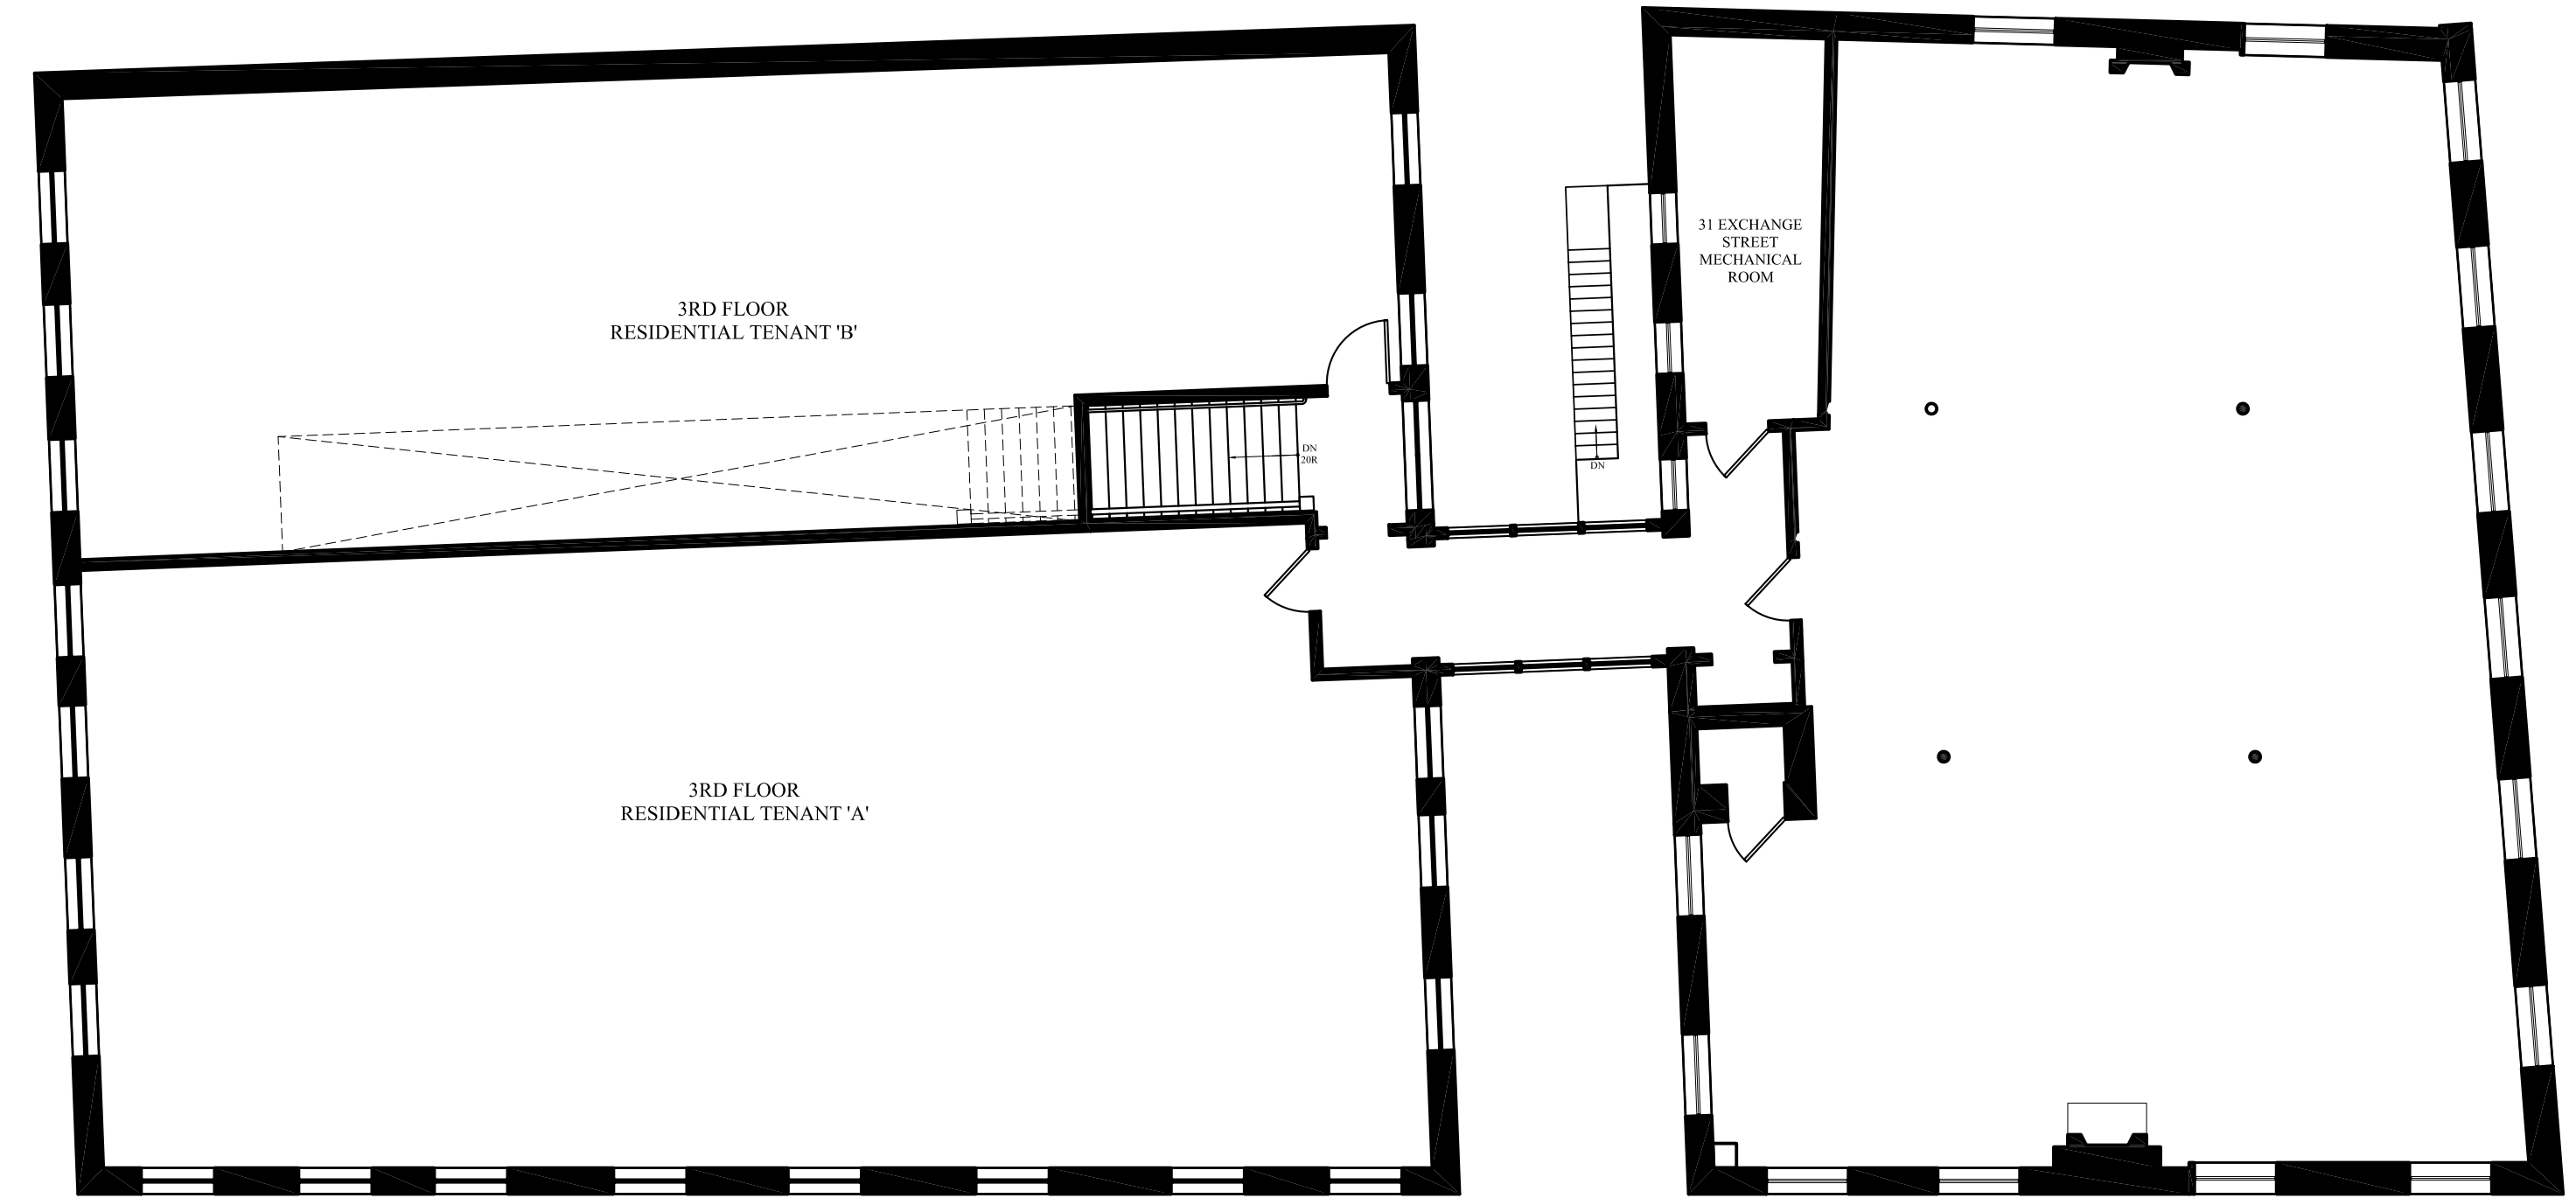 31 EXCHANGE
STREET
MECHANICAL
ROOM
3RD FLOOR
RESIDENTIAL TENANT 'B'
DN
20R
DN
3RD FLOOR
RESIDENTIAL TENANT 'A'